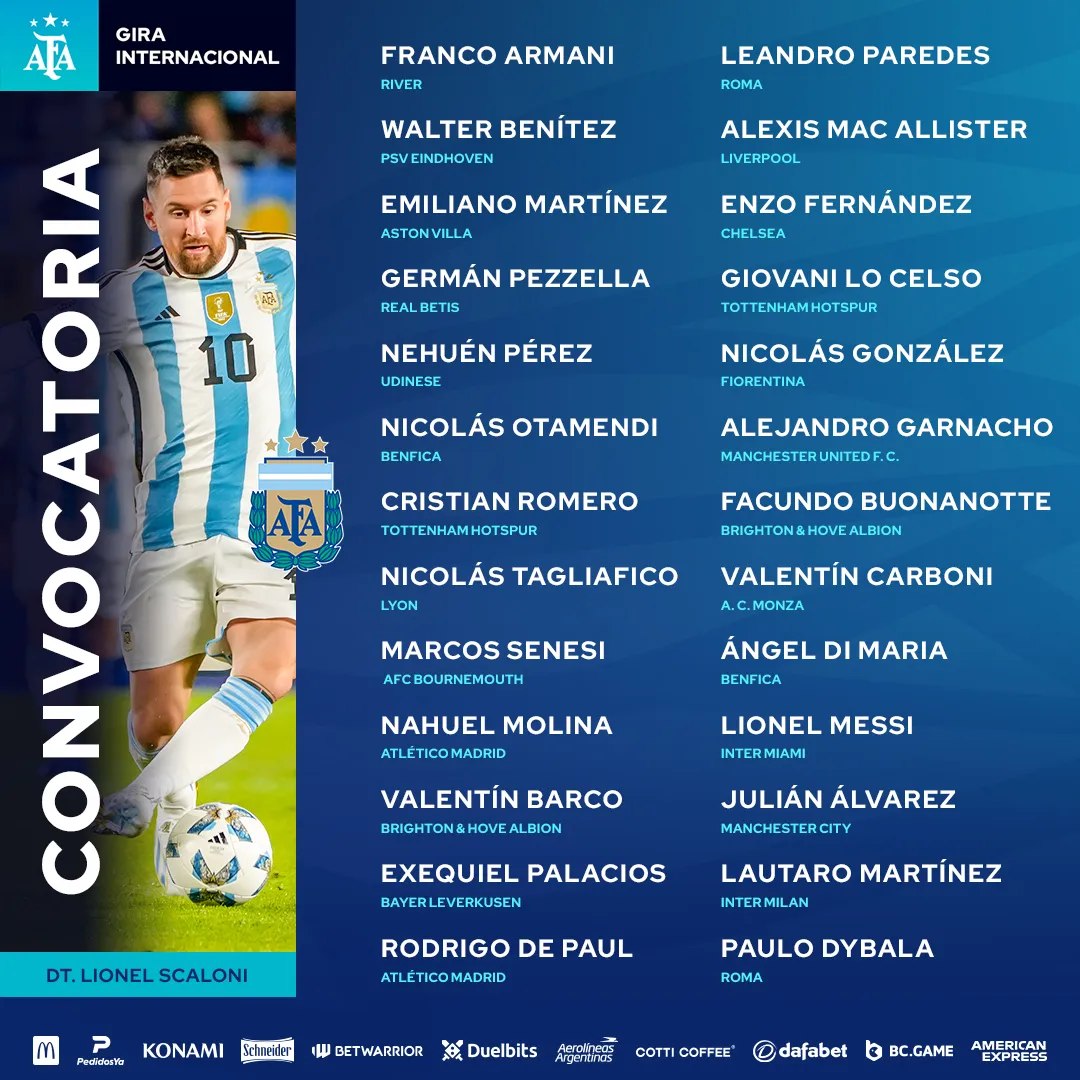 AFA
GIRA
INTERNACIONAL
CONVOCATORIA
10
AFA
DT. LIONEL SCALONI
FRANCO ARMANI
RIVER
WALTER BENÍTEZ
PSV EINDHOVEN
EMILIANO MARTÍNEZ
ASTON VILLA
GERMÁN PEZZELLA
REAL BETIS
NEHUÉN PÉREZ
UDINESE
NICOLÁS OTAMENDI
BENFICA
CRISTIAN ROMERO
TOTTENHAM HOTSPUR
NICOLÁS TAGLIAFICO
LYON
MARCOS SENESI
AFC BOURNEMOUTH
NAHUEL MOLINA
ATLÉTICO MADRID
VALENTÍN BARCO
BRIGHTON & HOVE ALBION
EXEQUIEL PALACIOS
BAYER LEVERKUSEN
RODRIGO DE PAUL
ATLÉTICO MADRID
LEANDRO PAREDES
ROMA
ALEXIS MAC ALLISTER
LIVERPOOL
ENZO FERNÁNDEZ
CHELSEA
GIOVANI LO CELSO
TOTTENHAM HOTSPUR
NICOLÁS GONZÁLEZ
FIORENTINA
ALEJANDRO GARNACHO
MANCHESTER UNITED F. C.
FACUNDO BUONANOTTE
BRIGHTON & HOVE ALBION
VALENTÍN CARBONI
A. C. MONZA
ÁNGEL DI MARIA
BENFICA
LIONEL MESSI
INTER MIAMI
JULIÁN ÁLVAREZ
MANCHESTER CITY
LAUTARO MARTÍNEZ
INTER MILAN
PAULO DYBALA
ROMA
M PedidosYa KONAMI Schneider BETWARRIOR Duelbits Aerolíneas Argentinas COTTI COFFEE® dafabet BC.GAME AMERICAN EXPRESS